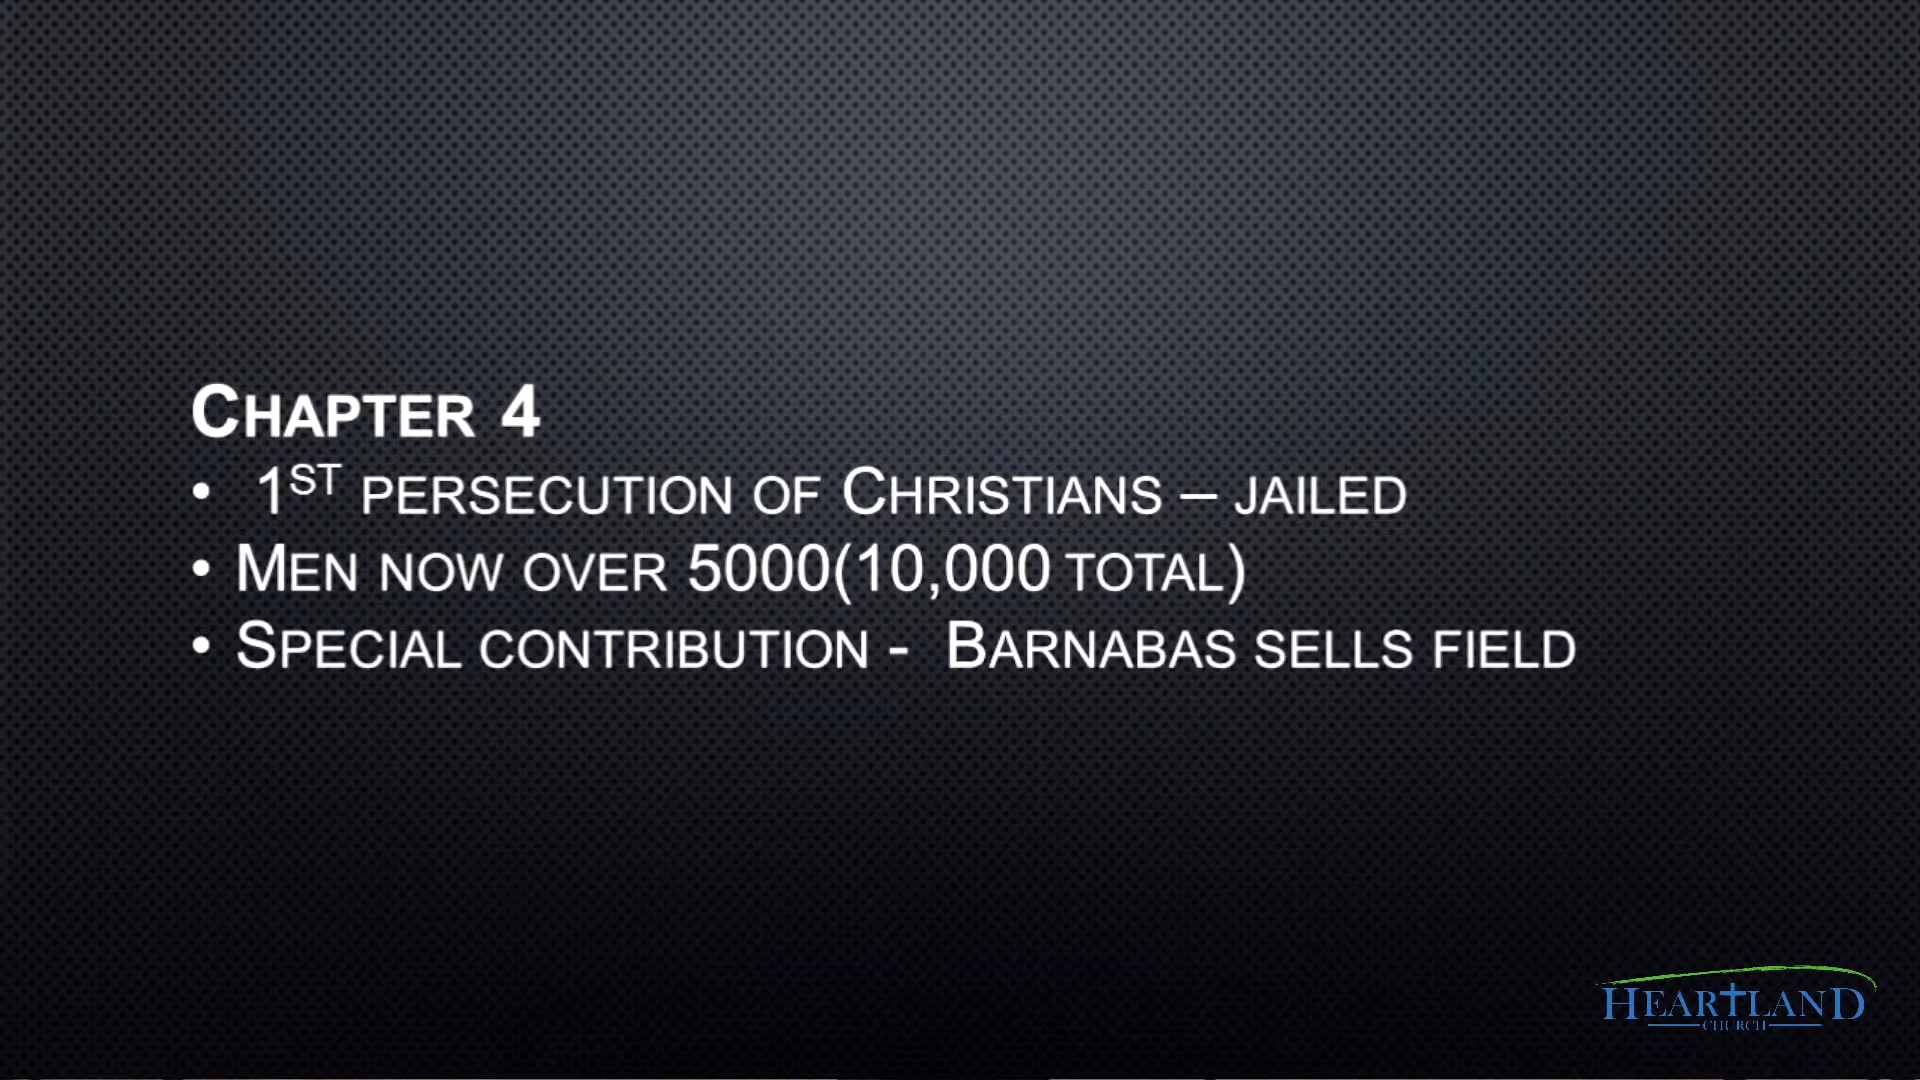 Chapter 4
• 1ST persecution of Christians – jailed
• Men now over 5000(10,000 total)
• Special contribution - Barnabas sells field
Heartland
Church